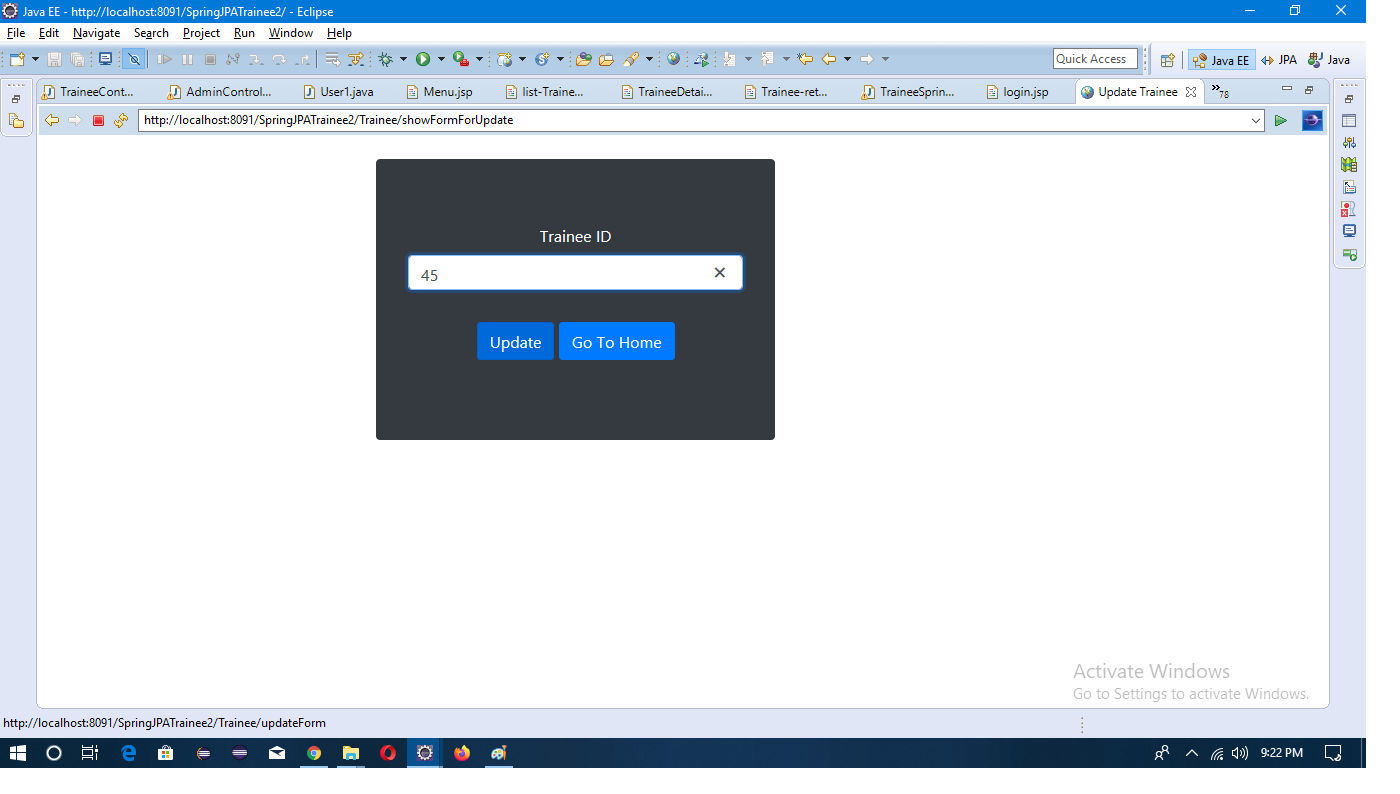 Java EE - http://localhost:8091/SpringJPATrainee2/ - Eclipse
File Edit Navigate Search Project Run Window Help
Quick Access Java EE JPA Java
TraineeCont... AdminControl... User1.java Menu.jsp list-Traine... TraineeDetai... Trainee-ret... TraineeSprin... login.jsp Update Trainee »78
http://localhost:8091/SpringJPATrainee2/Trainee/showFormForUpdate
Trainee ID
45
Update Go To Home
Activate Windows
Go to Settings to activate Windows.
http://localhost:8091/SpringJPATrainee2/Trainee/updateForm
9:22 PM